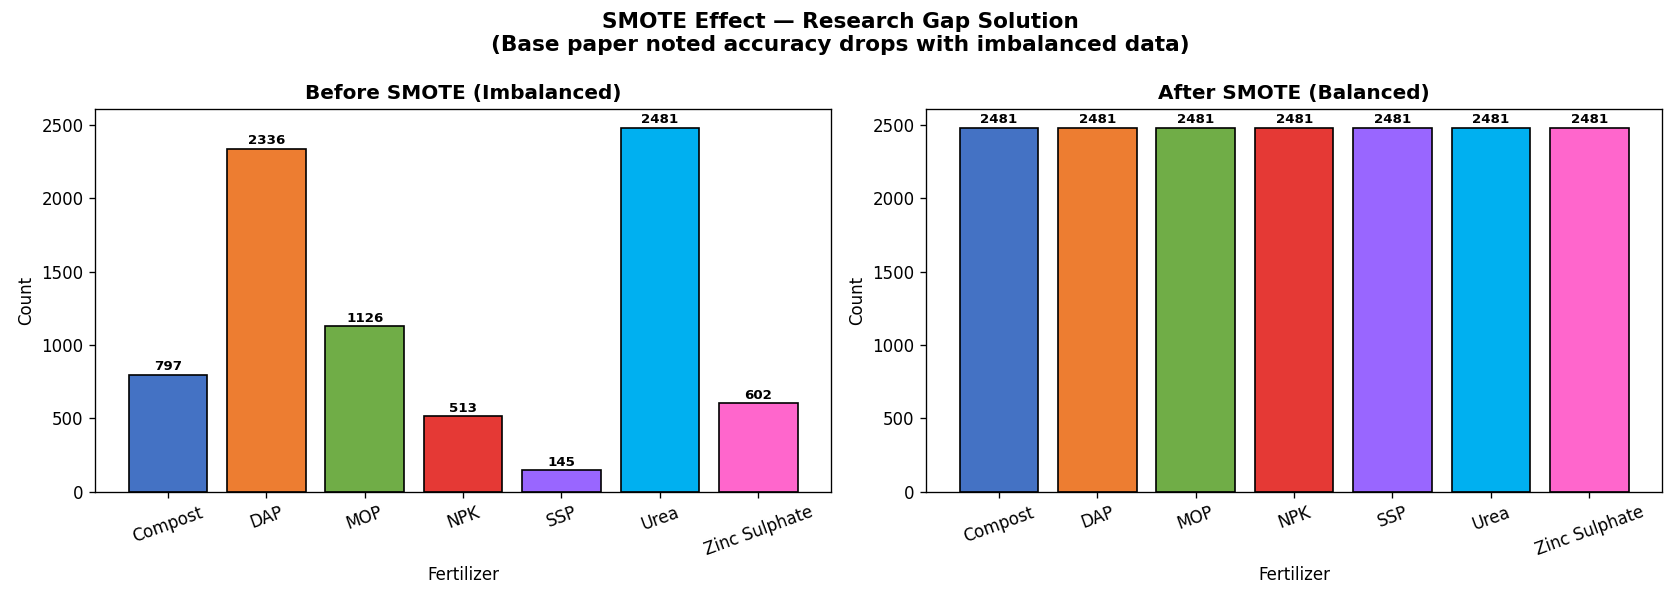 SMOTE Effect — Research Gap Solution
(Base paper noted accuracy drops with imbalanced data)
Before SMOTE (Imbalanced)
Count
2500
2000
1500
1000
500
0
797
2336
1126
513
145
2481
602
Compost
DAP
MOP
NPK
SSP
Urea
Zinc Sulphate
Fertilizer
After SMOTE (Balanced)
Count
2500
2000
1500
1000
500
0
2481
2481
2481
2481
2481
2481
2481
Compost
DAP
MOP
NPK
SSP
Urea
Zinc Sulphate
Fertilizer